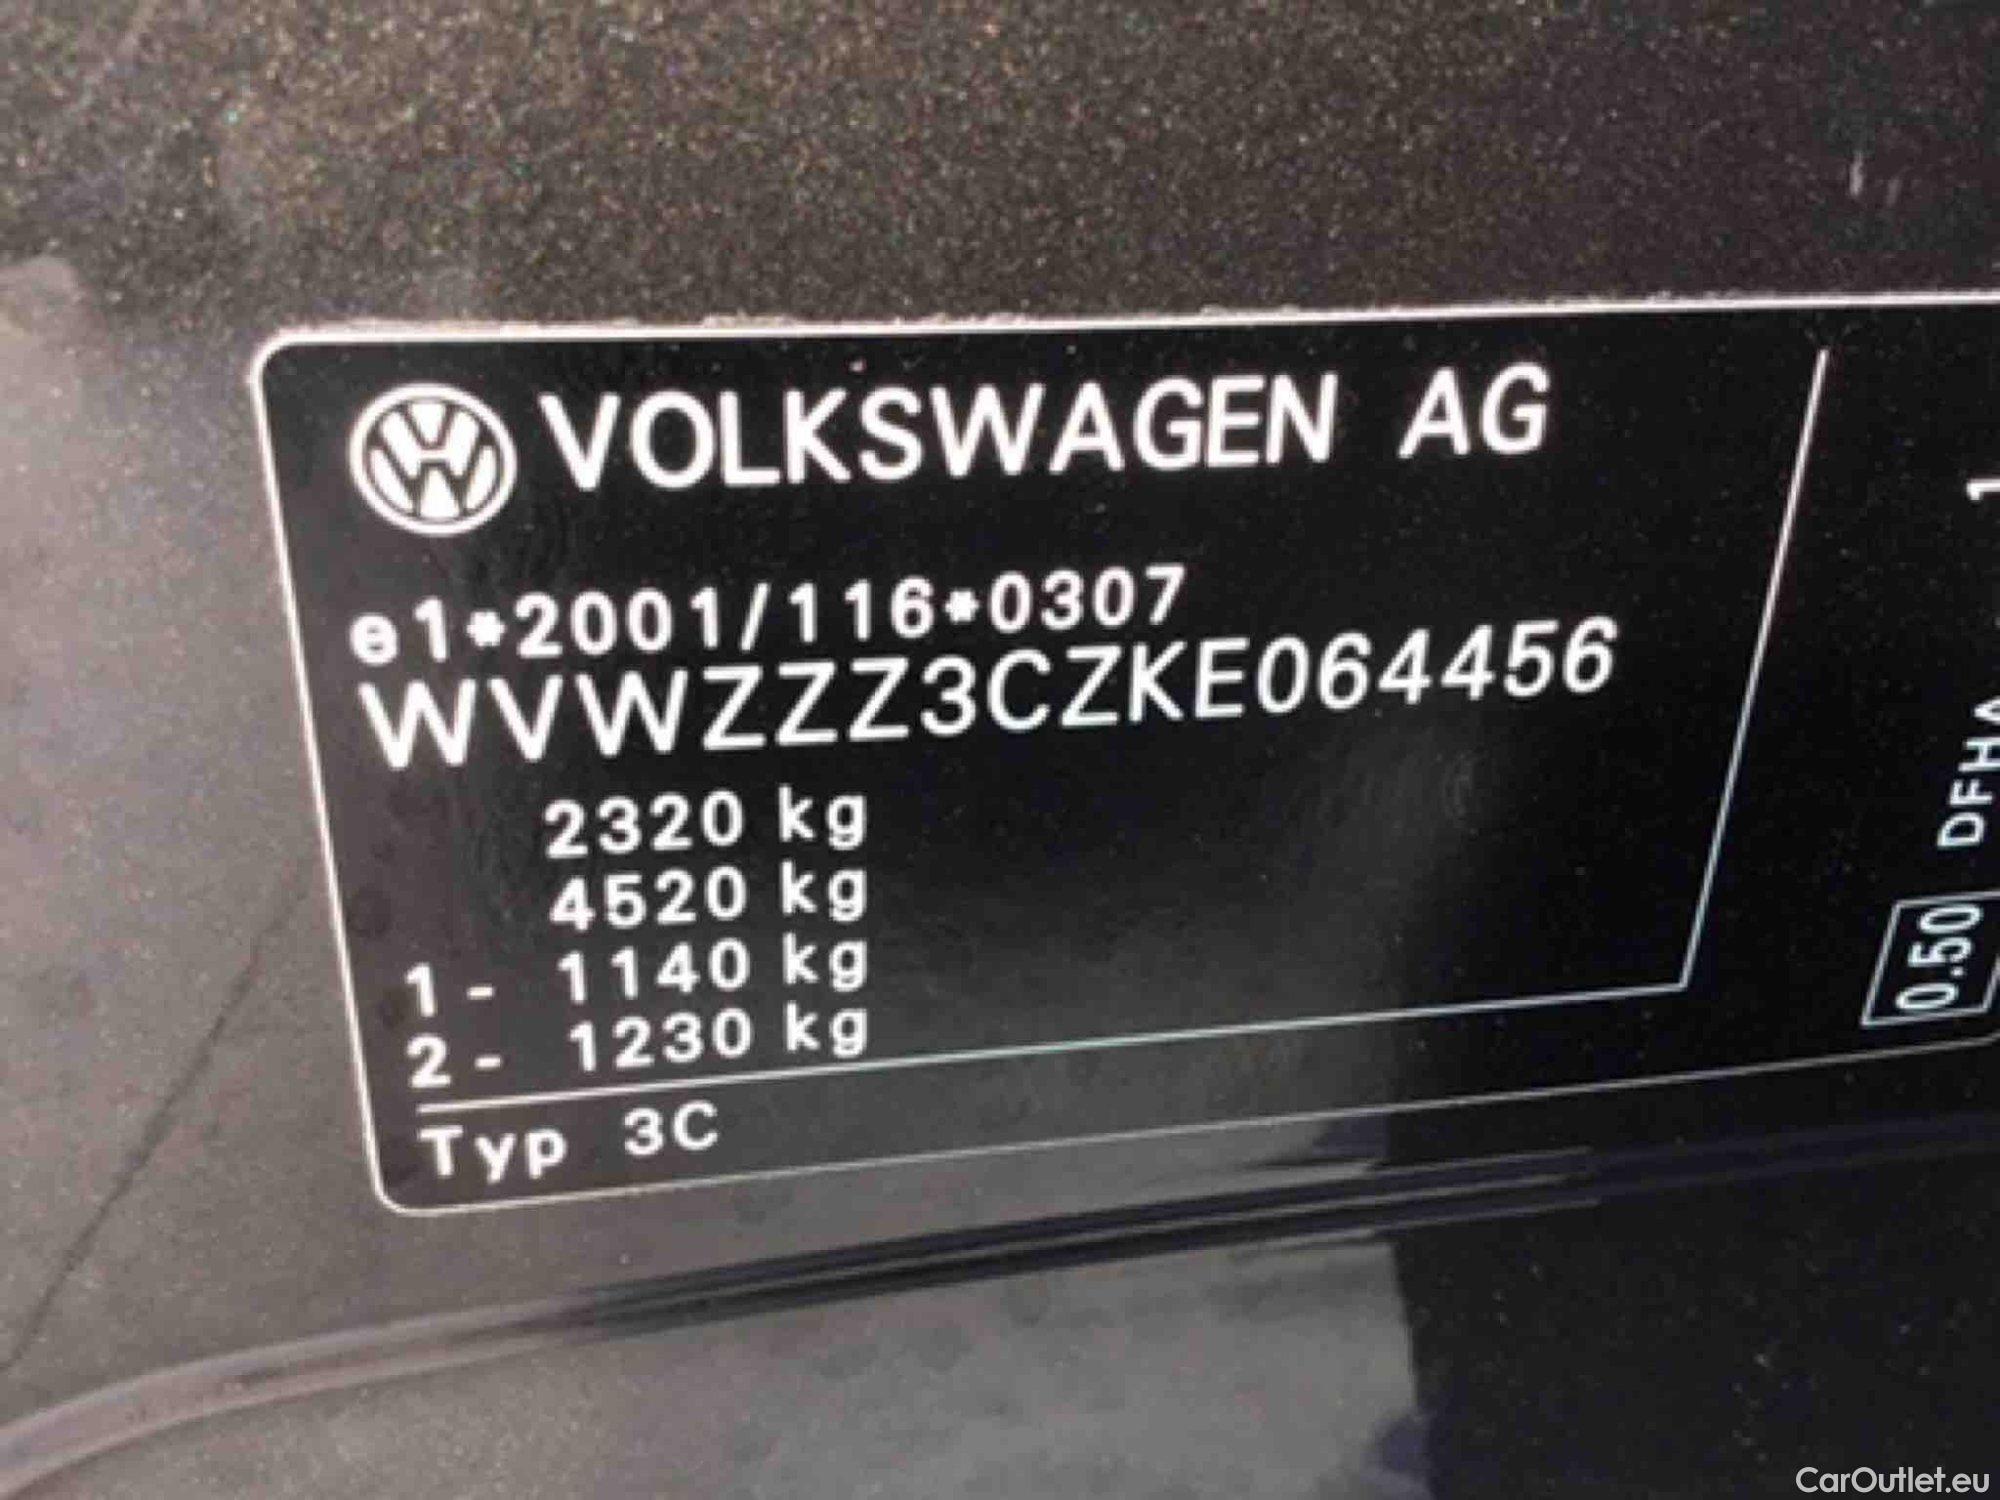 VOLKSWAGEN AG
e1*2001/116*0307
WVWZZZ3CZKE064456
2320 kg
4520 kg
1 - 1140 kg
2 - 1230 kg
Typ 3C
1
DFHA
0.50
CarOutlet.eu